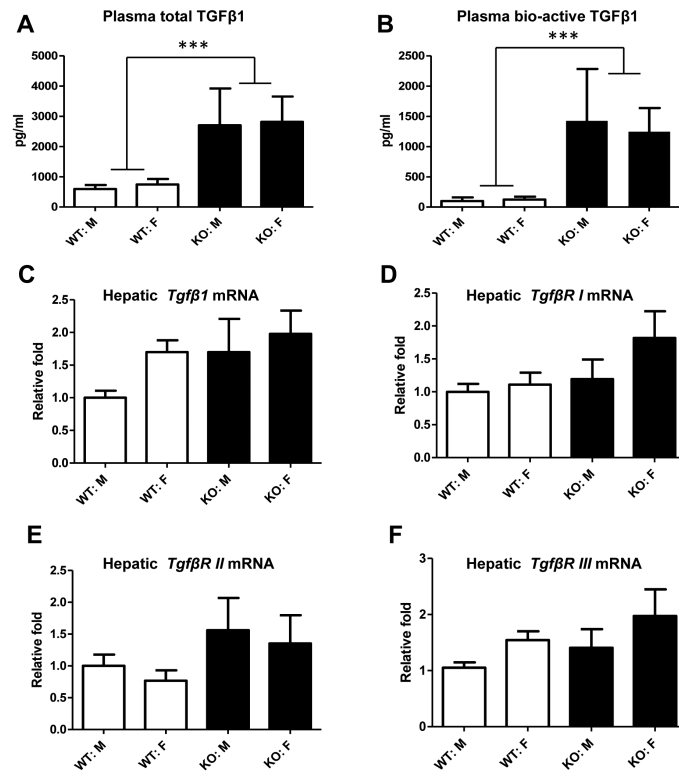 A
Plasma total TGFβ1
***
pg/ml
5000
4000
3000
2000
1000
0
WT: M
WT: F
KO: M
KO: F
B
Plasma bio-active TGFβ1
***
pg/ml
2500
2000
1500
1000
500
0
WT: M
WT: F
KO: M
KO: F
C
Hepatic Tgfβ1 mRNA
Relative fold
2.5
2.0
1.5
1.0
0.5
0.0
WT: M
WT: F
KO: M
KO: F
D
Hepatic TgfβR I mRNA
Relative fold
2.5
2.0
1.5
1.0
0.5
0.0
WT: M
WT: F
KO: M
KO: F
E
Hepatic TgfβR II mRNA
Relative fold
2.5
2.0
1.5
1.0
0.5
0.0
WT: M
WT: F
KO: M
KO: F
F
Hepatic TgfβR III mRNA
Relative fold
3
2
1
0
WT: M
WT: F
KO: M
KO: F